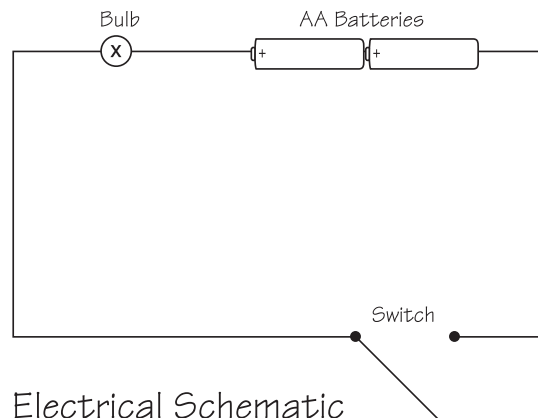 Bulb
AA Batteries
X
+
+
Switch
Electrical Schematic